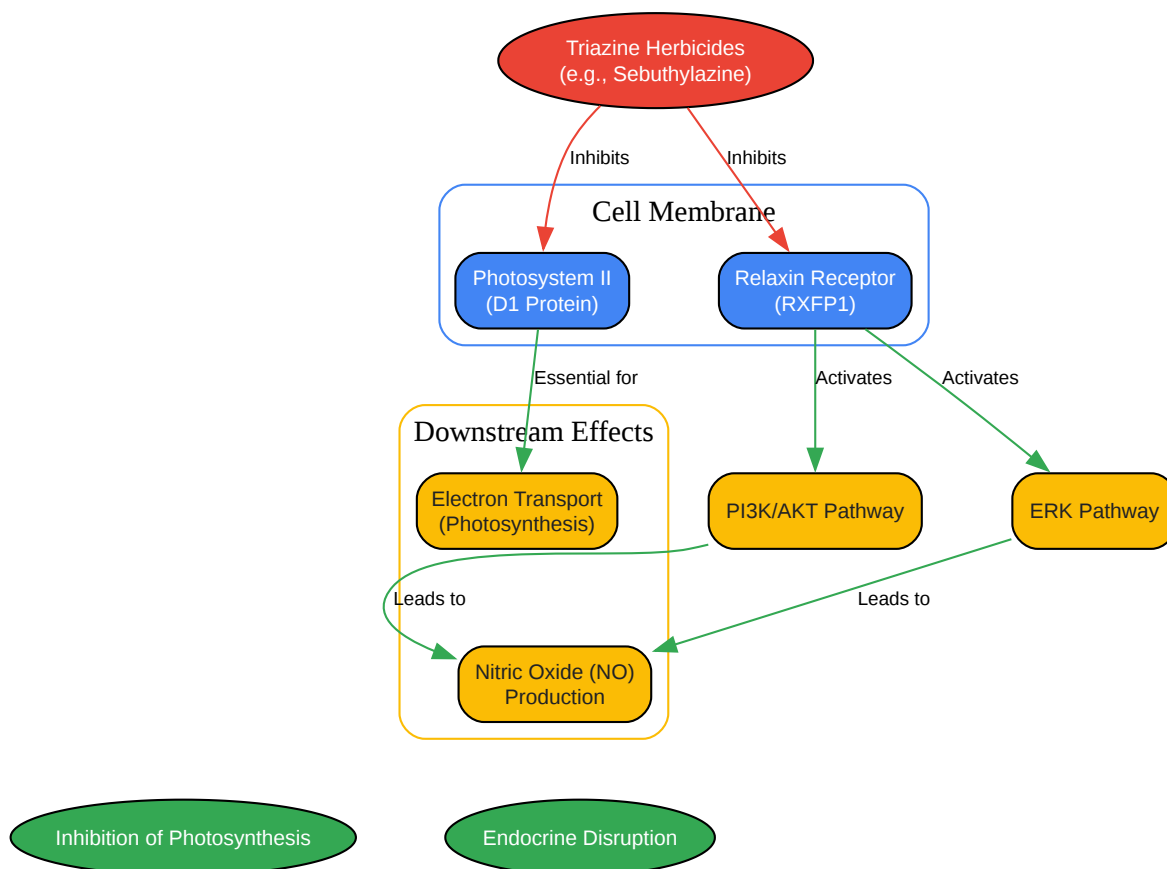 Triazine Herbicides
(e.g., Sebuthylazine)
Inhibits
Inhibits
Cell Membrane
Photosystem II
(D1 Protein)
Relaxin Receptor
(RXFP1)
Essential for
Activates
Activates
Downstream Effects
Electron Transport
(Photosynthesis)
PI3K/AKT Pathway
ERK Pathway
Leads to
Leads to
Nitric Oxide (NO)
Production
Inhibition of Photosynthesis
Endocrine Disruption